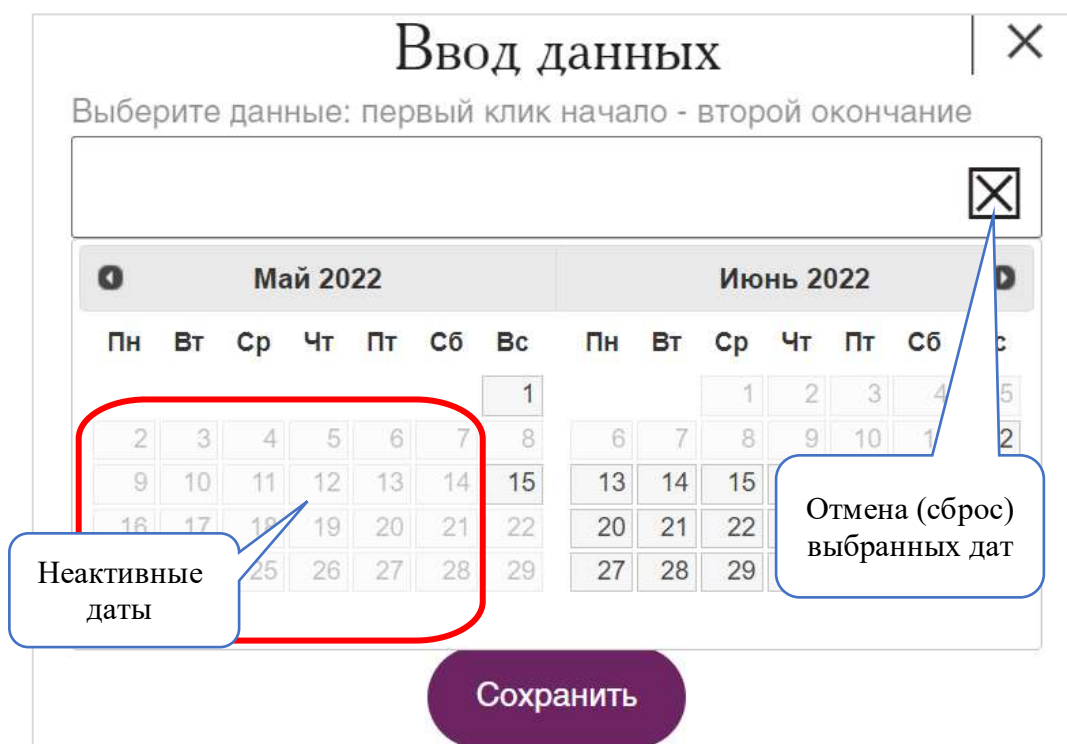 Ввод данных
Выберите данные: первый клик начало - второй окончание
Май 2022 Июнь 2022
Пн Вт Ср Чт Пт Сб Вс Пн Вт Ср Чт Пт Сб
1 1 2 3 4 5
2 3 4 5 6 7 8 6 7 8 9 10
9 10 11 12 13 14 15 13 14 15
16 17 18 19 20 21 22 20 21 22
25 26 27 28 29 27 28 29
Отмена (сброс)
выбранных дат
Неактивные
даты
Сохранить